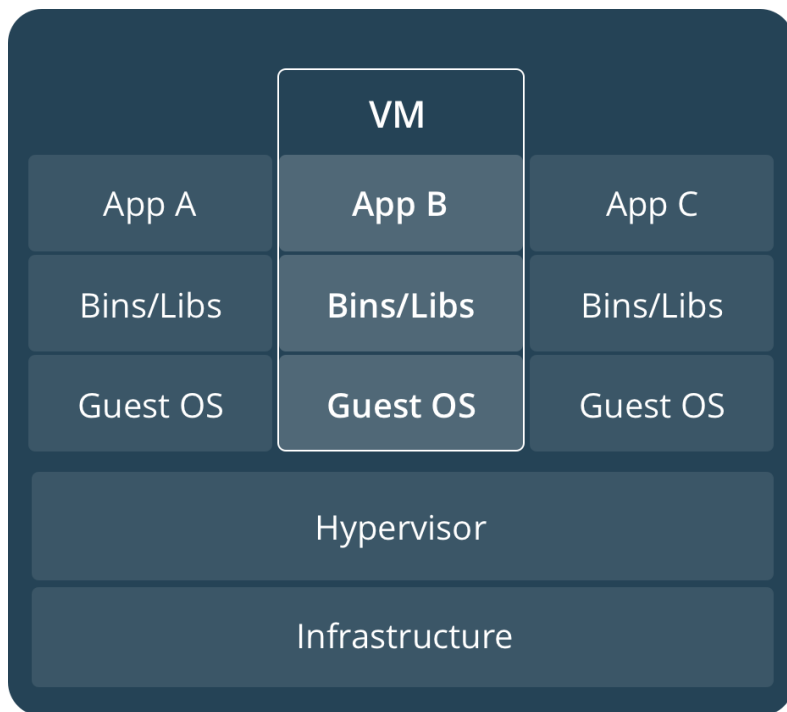 VM
App A
App B
App C
Bins/Libs
Bins/Libs
Bins/Libs
Guest OS
Guest OS
Guest OS
Hypervisor
Infrastructure